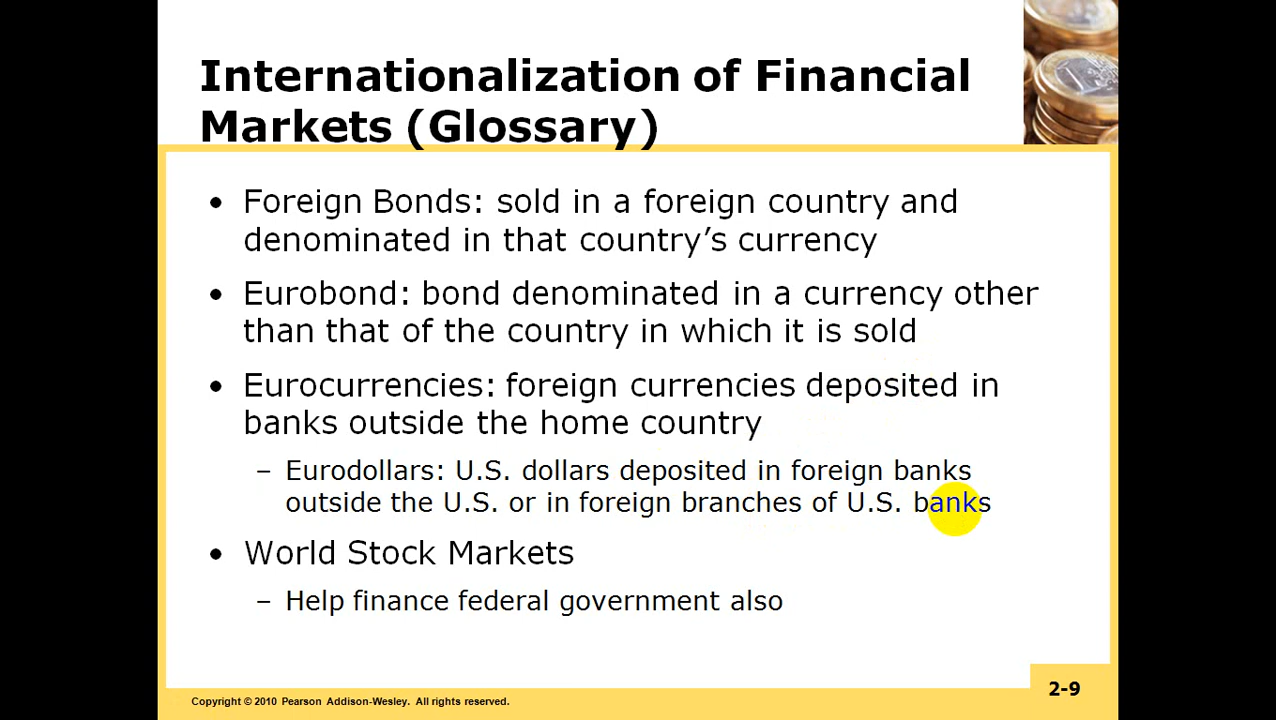 Internationalization of Financial
Markets (Glossary)
• Foreign Bonds: sold in a foreign country and
denominated in that country’s currency
• Eurobond: bond denominated in a currency other
than that of the country in which it is sold
• Eurocurrencies: foreign currencies deposited in
banks outside the home country
– Eurodollars: U.S. dollars deposited in foreign banks
outside the U.S. or in foreign branches of U.S. banks
• World Stock Markets
– Help finance federal government also
Copyright © 2010 Pearson Addison-Wesley. All rights reserved.
2-9